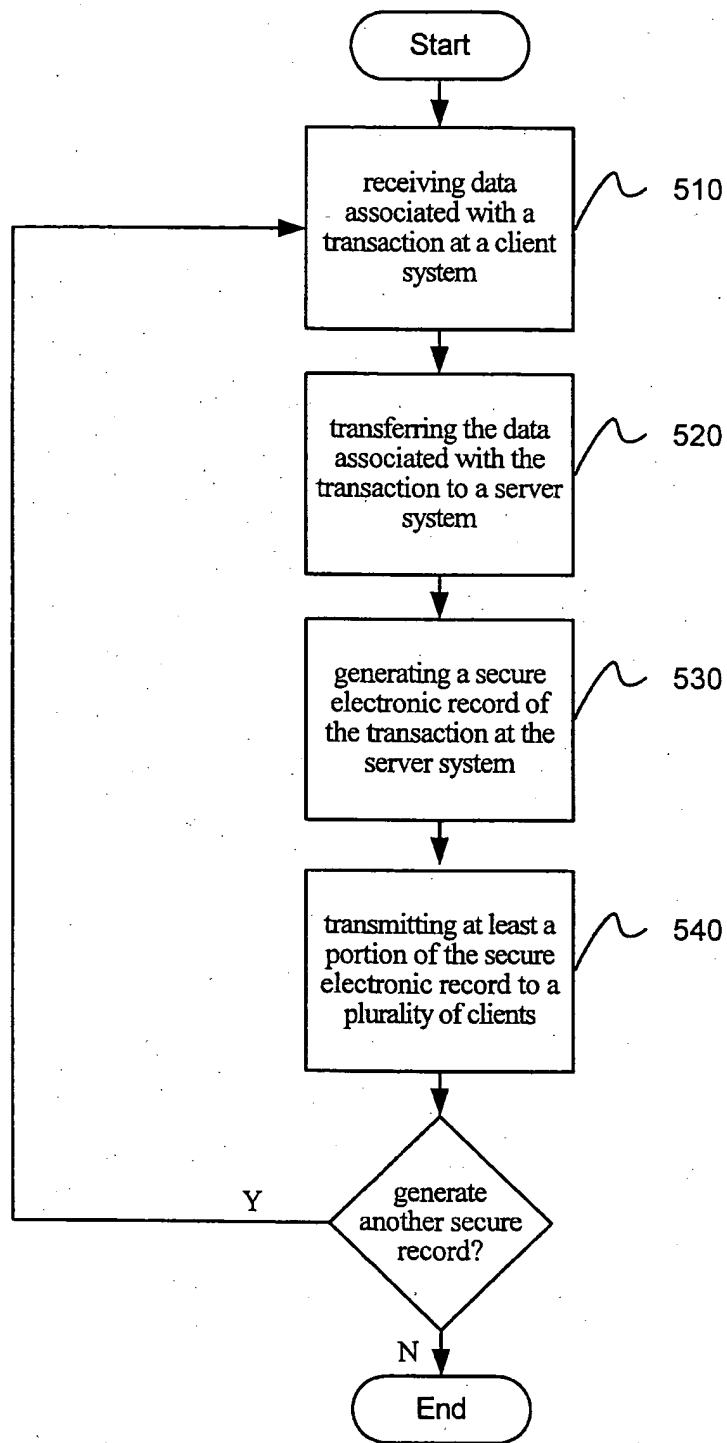 Start
receiving data
associated with a
transaction at a client
system
510
transferring the data
associated with the
transaction to a server
system
520
generating a secure
electronic record of
the transaction at the
server system
530
transmitting at least a
portion of the secure
electronic record to a
plurality of clients
540
generate
another secure
record?
Y
N
End